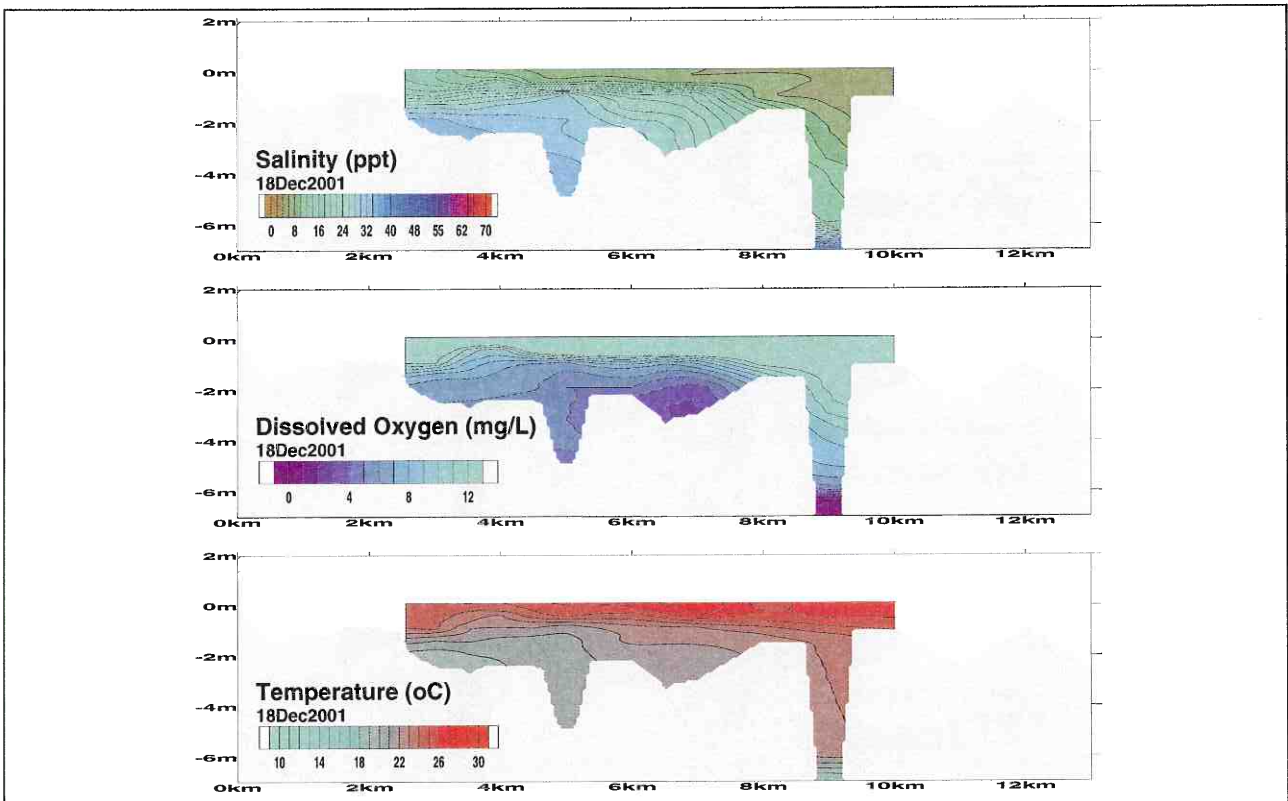 2m
0m
-2m
-4m
-6m
Salinity (ppt)
18Dec2001
0 8 16 24 32 40 48 55 62 70
0km 2km 4km 6km 8km 10km 12km
2m
0m
-2m
-4m
-6m
Dissolved Oxygen (mg/L)
18Dec2001
0 4 8 12
0km 2km 4km 6km 8km 10km 12km
2m
0m
-2m
-4m
-6m
Temperature (oC)
18Dec2001
10 14 18 22 26 30
0km 2km 4km 6km 8km 10km 12km